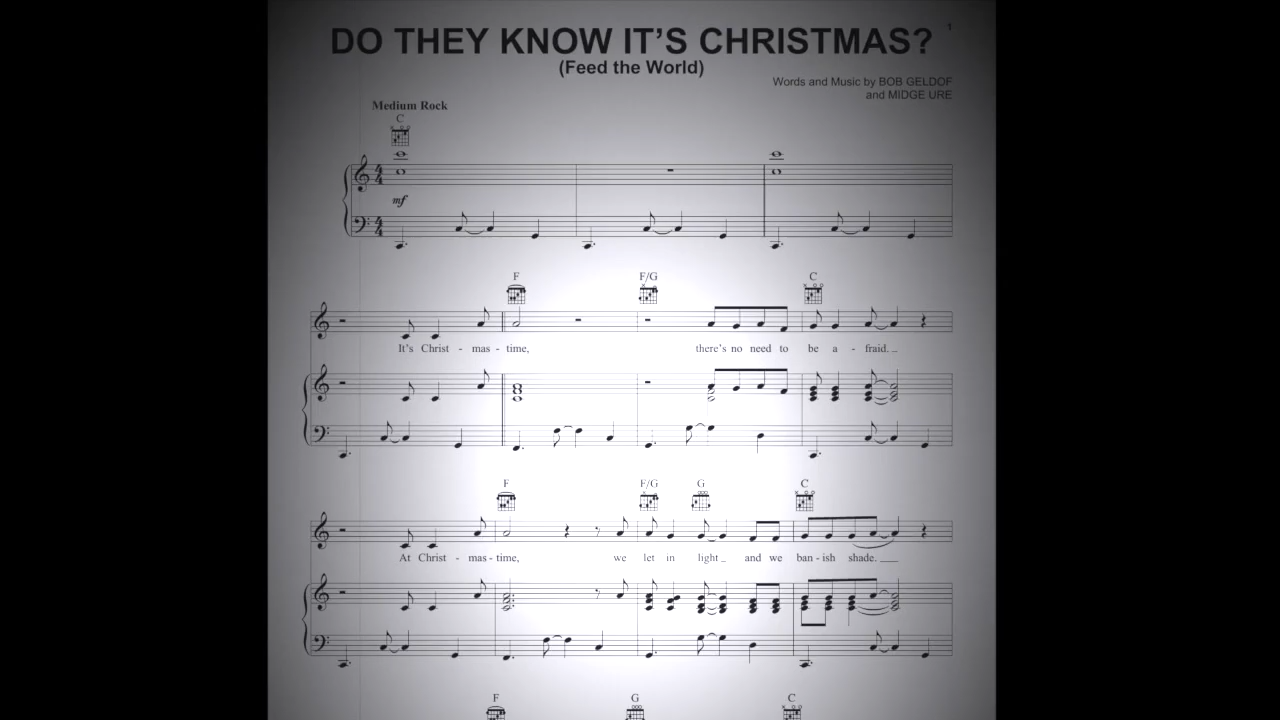 1
DO THEY KNOW IT'S CHRISTMAS?
(Feed the World)
Words and Music by BOB GELDOF
and MIDGE URE
Medium Rock
C
mf
F F/G C
It's Christ - mas - time, there's no need to be a - fraid.
F F/G G C
At Christ - mas - time, we let in light and we ban - ish shade.
F G C